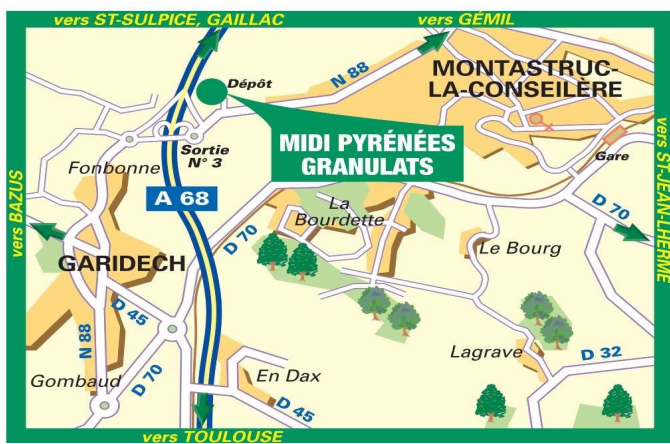 vers ST-SULPICE, GAILLAC
vers GÉMIL
N 88
Dépôt
MONTASTRUC-
LA-CONSEILÈRE
MIDI PYRÉNÉES
GRANULATS
Sortie
N° 3
Fonbonne
Gare
vers ST-JEAN LHERME
A 68
vers BAZUS
La
Bourdette
D 70
D 70
Le Bourg
GARIDECH
D 45
N 88
Lagrave
D 32
Gombaud
D 70
En Dax
D 45
vers TOULOUSE